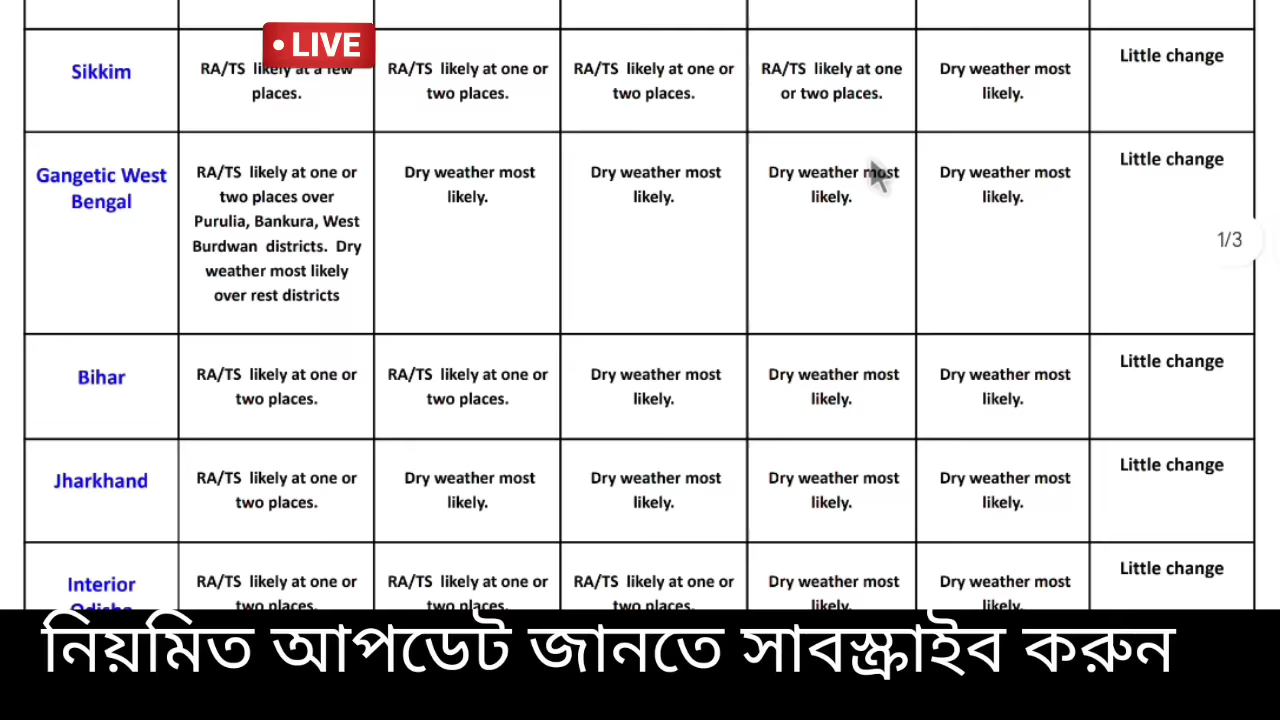 • LIVE
Sikkim
RA/TS likely at a few
places.
RA/TS likely at one or
two places.
RA/TS likely at one or
two places.
RA/TS likely at one
or two places.
Dry weather most
likely.
Little change
Gangetic West
Bengal
RA/TS likely at one or
two places over
Purulia, Bankura, West
Burdwan districts. Dry
weather most likely
over rest districts
Dry weather most
likely.
Dry weather most
likely.
Dry weather most
likely.
Dry weather most
likely.
Little change
1/3
Bihar
RA/TS likely at one or
two places.
RA/TS likely at one or
two places.
Dry weather most
likely.
Dry weather most
likely.
Dry weather most
likely.
Little change
Jharkhand
RA/TS likely at one or
two places.
Dry weather most
likely.
Dry weather most
likely.
Dry weather most
likely.
Dry weather most
likely.
Little change
Interior
Odisha
RA/TS likely at one or
two places.
RA/TS likely at one or
two places.
RA/TS likely at one or
two places.
Dry weather most
likely.
Dry weather most
likely.
Little change
নিয়মিত আপডেট জানতে সাবস্ক্রাইব করুন